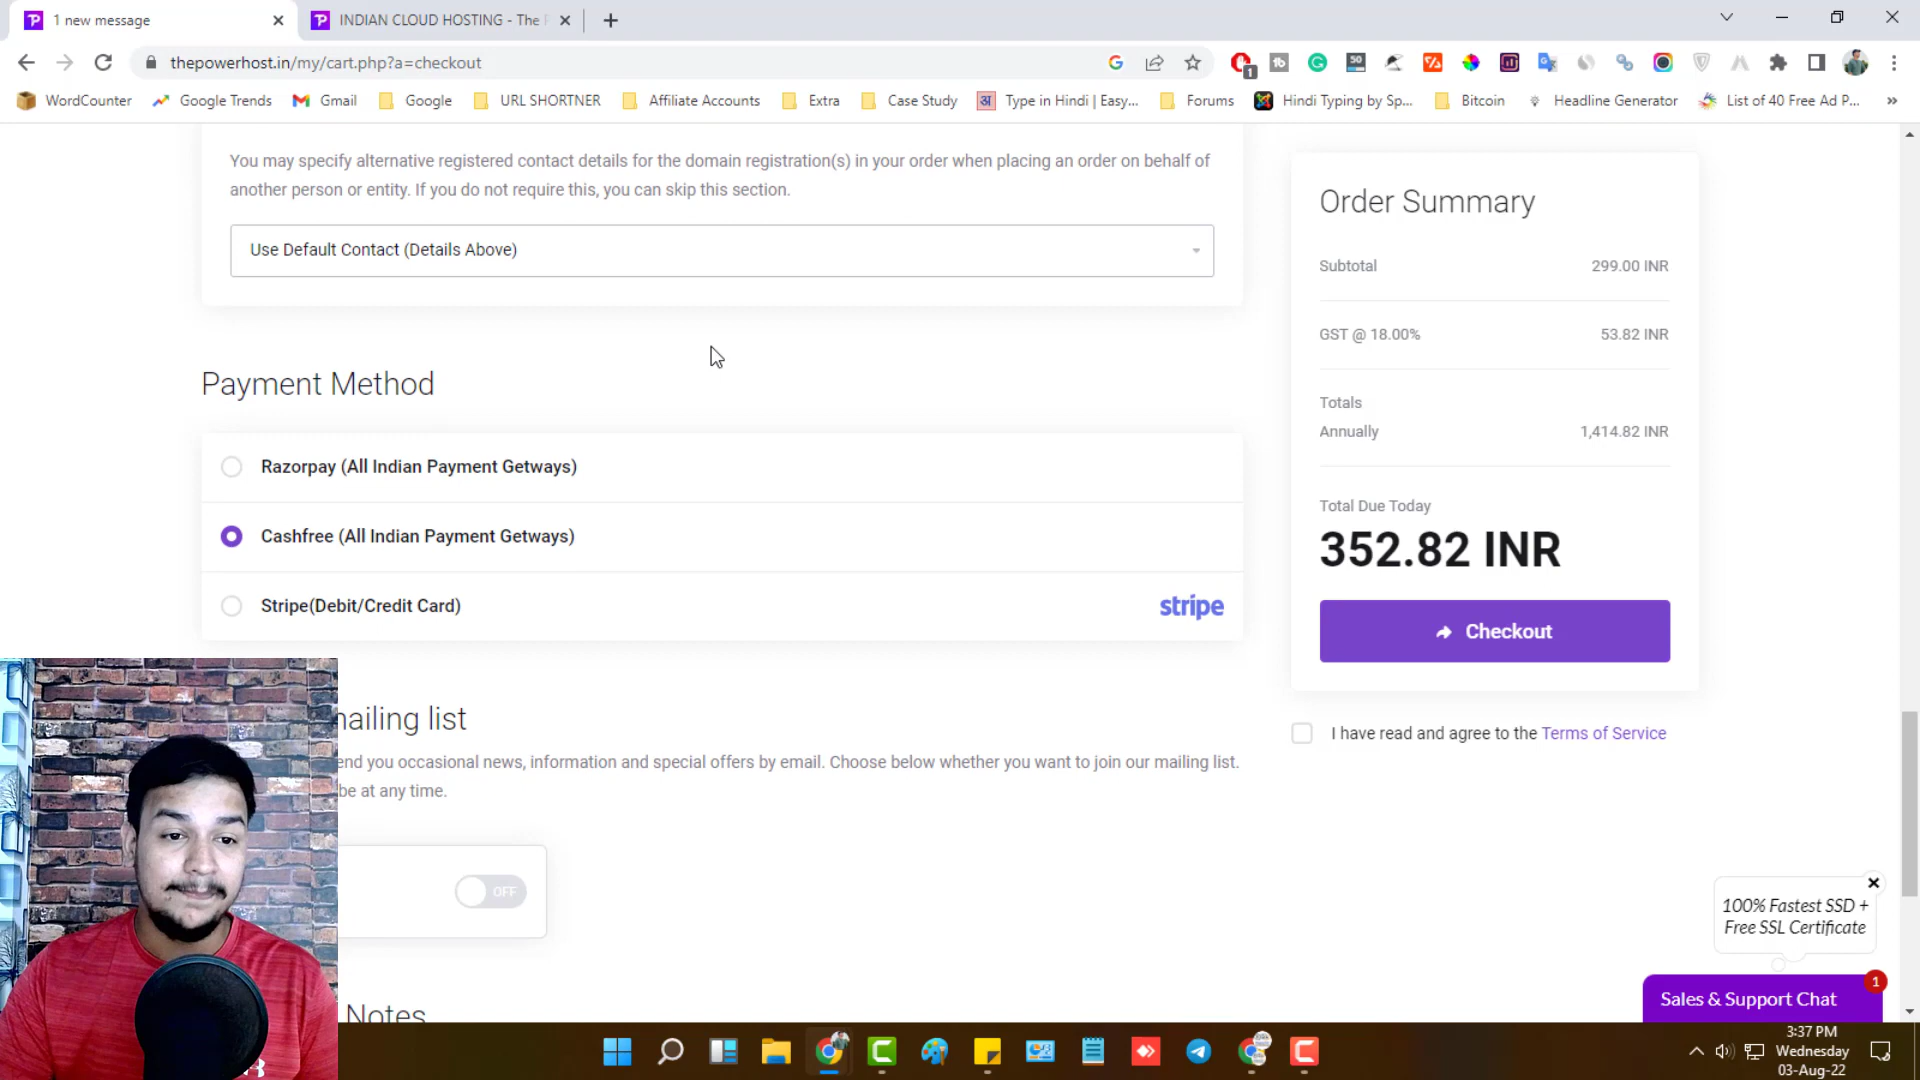 1 new message
INDIAN CLOUD HOSTING - The
thepowerhost.in/my/cart.php?a=checkout
WordCounter
Google Trends
Gmail
Google
URL SHORTNER
Affiliate Accounts
Extra
Case Study
Type in Hindi | Easy...
Forums
Hindi Typing by Sp...
Bitcoin
Headline Generator
List of 40 Free Ad P...
You may specify alternative registered contact details for the domain registration(s) in your order when placing an order on behalf of
another person or entity. If you do not require this, you can skip this section.
Use Default Contact (Details Above)
Payment Method
Razorpay (All Indian Payment Getways)
Cashfree (All Indian Payment Getways)
Stripe(Debit/Credit Card)
stripe
mailing list
end you occasional news, information and special offers by email. Choose below whether you want to join our mailing list.
be at any time.
OFF
Notes
Order Summary
Subtotal 299.00 INR
GST @ 18.00% 53.82 INR
Totals
Annually 1,414.82 INR
Total Due Today
352.82 INR
Checkout
I have read and agree to the Terms of Service
100% Fastest SSD +
Free SSL Certificate
1
Sales & Support Chat
3:37 PM
Wednesday
03-Aug-22